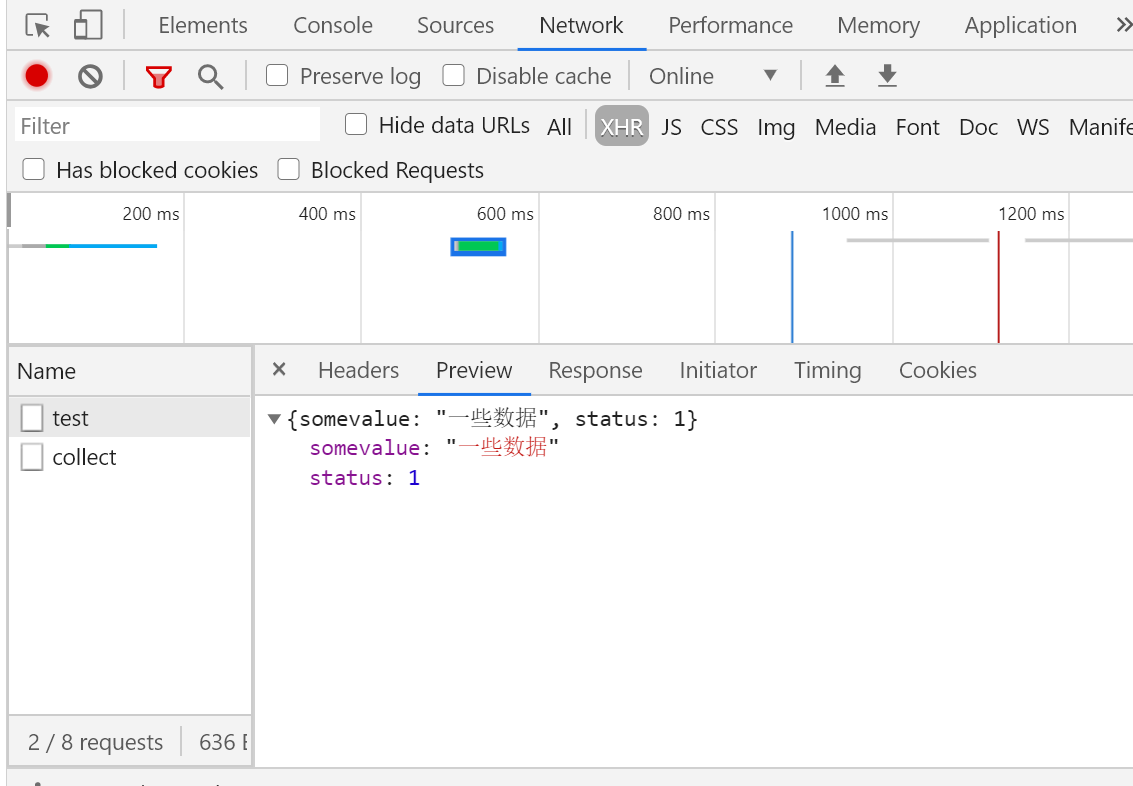 Elements Console Sources Network Performance Memory Application
Preserve log Disable cache Online
Filter Hide data URLs All XHR JS CSS Img Media Font Doc WS Manife
Has blocked cookies Blocked Requests
200 ms 400 ms 600 ms 800 ms 1000 ms 1200 ms
Name × Headers Preview Response Initiator Timing Cookies
test
collect
{somevalue: "一些数据", status: 1}
somevalue: "一些数据"
status: 1
2 / 8 requests 636